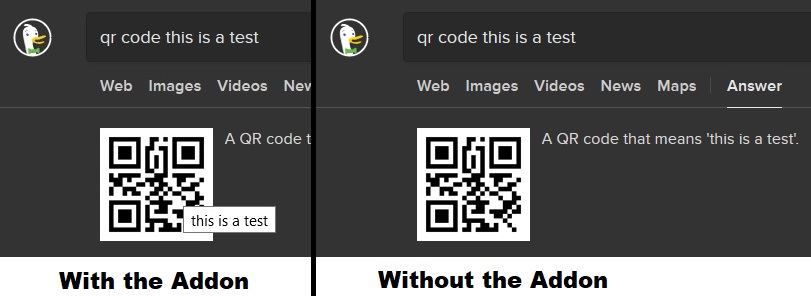 qr code this is a test
Web Images Videos New
A QR code t
this is a test
With the Addon
qr code this is a test
Web Images Videos News Maps Answer
A QR code that means 'this is a test'.
Without the Addon